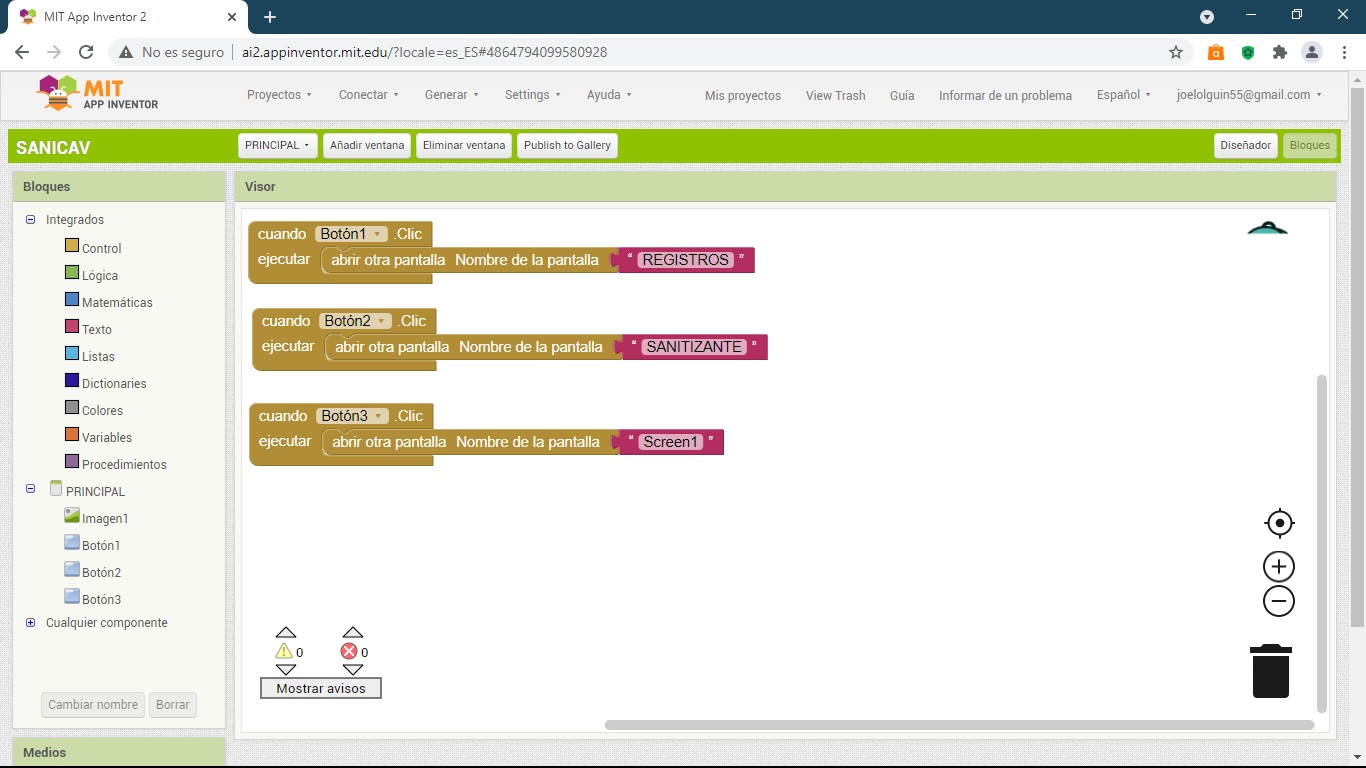 MIT App Inventor 2
No es seguro
ai2.appinventor.mit.edu/?locale=es_ES#4864794099580928
MIT
APP INVENTOR
Proyectos
Conectar
Generar
Settings
Ayuda
Mis proyectos
View Trash
Guía
Informar de un problema
Español
joelolguin55@gmail.com
SANICAV
PRINCIPAL
Añadir ventana
Eliminar ventana
Publish to Gallery
Diseñador
Bloques
Bloques
Integrados
Control
Lógica
Matemáticas
Texto
Listas
Dictionaries
Colores
Variables
Procedimientos
PRINCIPAL
Imagen1
Botón1
Botón2
Botón3
Cualquier componente
Cambiar nombre
Borrar
Medios
Visor
cuando Botón1 .Clic
ejecutar abrir otra pantalla Nombre de la pantalla “ REGISTROS ”
cuando Botón2 .Clic
ejecutar abrir otra pantalla Nombre de la pantalla “ SANITIZANTE ”
cuando Botón3 .Clic
ejecutar abrir otra pantalla Nombre de la pantalla “ Screen1 ”
0
0
Mostrar avisos